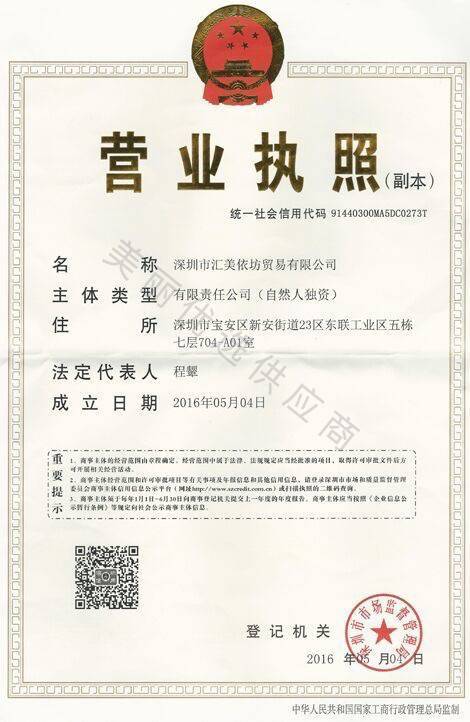 营业执照(副本)
统一社会信用代码 91440300MA5DC0273T
名称 深圳市汇美依坊贸易有限公司
主体类型 有限责任公司（自然人独资）
住所 深圳市宝安区新安街道23区东联工业区五栋
七层704-A01室
法定代表人 程颦
成立日期 2016年05月04日
重要提示
1. 商事主体的经营范围由章程确定。经营范围中属于法律、法规规定应当经批准的项目，取得许可审批文件后方
可开展相关经营活动。
2. 商事主体经营范围和许可审批项目等有关事项及年报信息和其他信用信息，请登录深圳市市场和质量监督管理
委员会商事主体信用信息公示平台（网址http://www.szcredit.com.cn）或扫描执照的二维码查询。
3. 商事主体须于每年1月1日-6月30日向商事登记机关提交上一年度的年度报告。商事主体应当按照《企业信息公
示暂行条例》等规定向社会公示商事主体信息。
美丽优选供应商
深圳市市场监督管理局
登记机关
2016 年05 月04 日
中华人民共和国国家工商行政管理总局监制